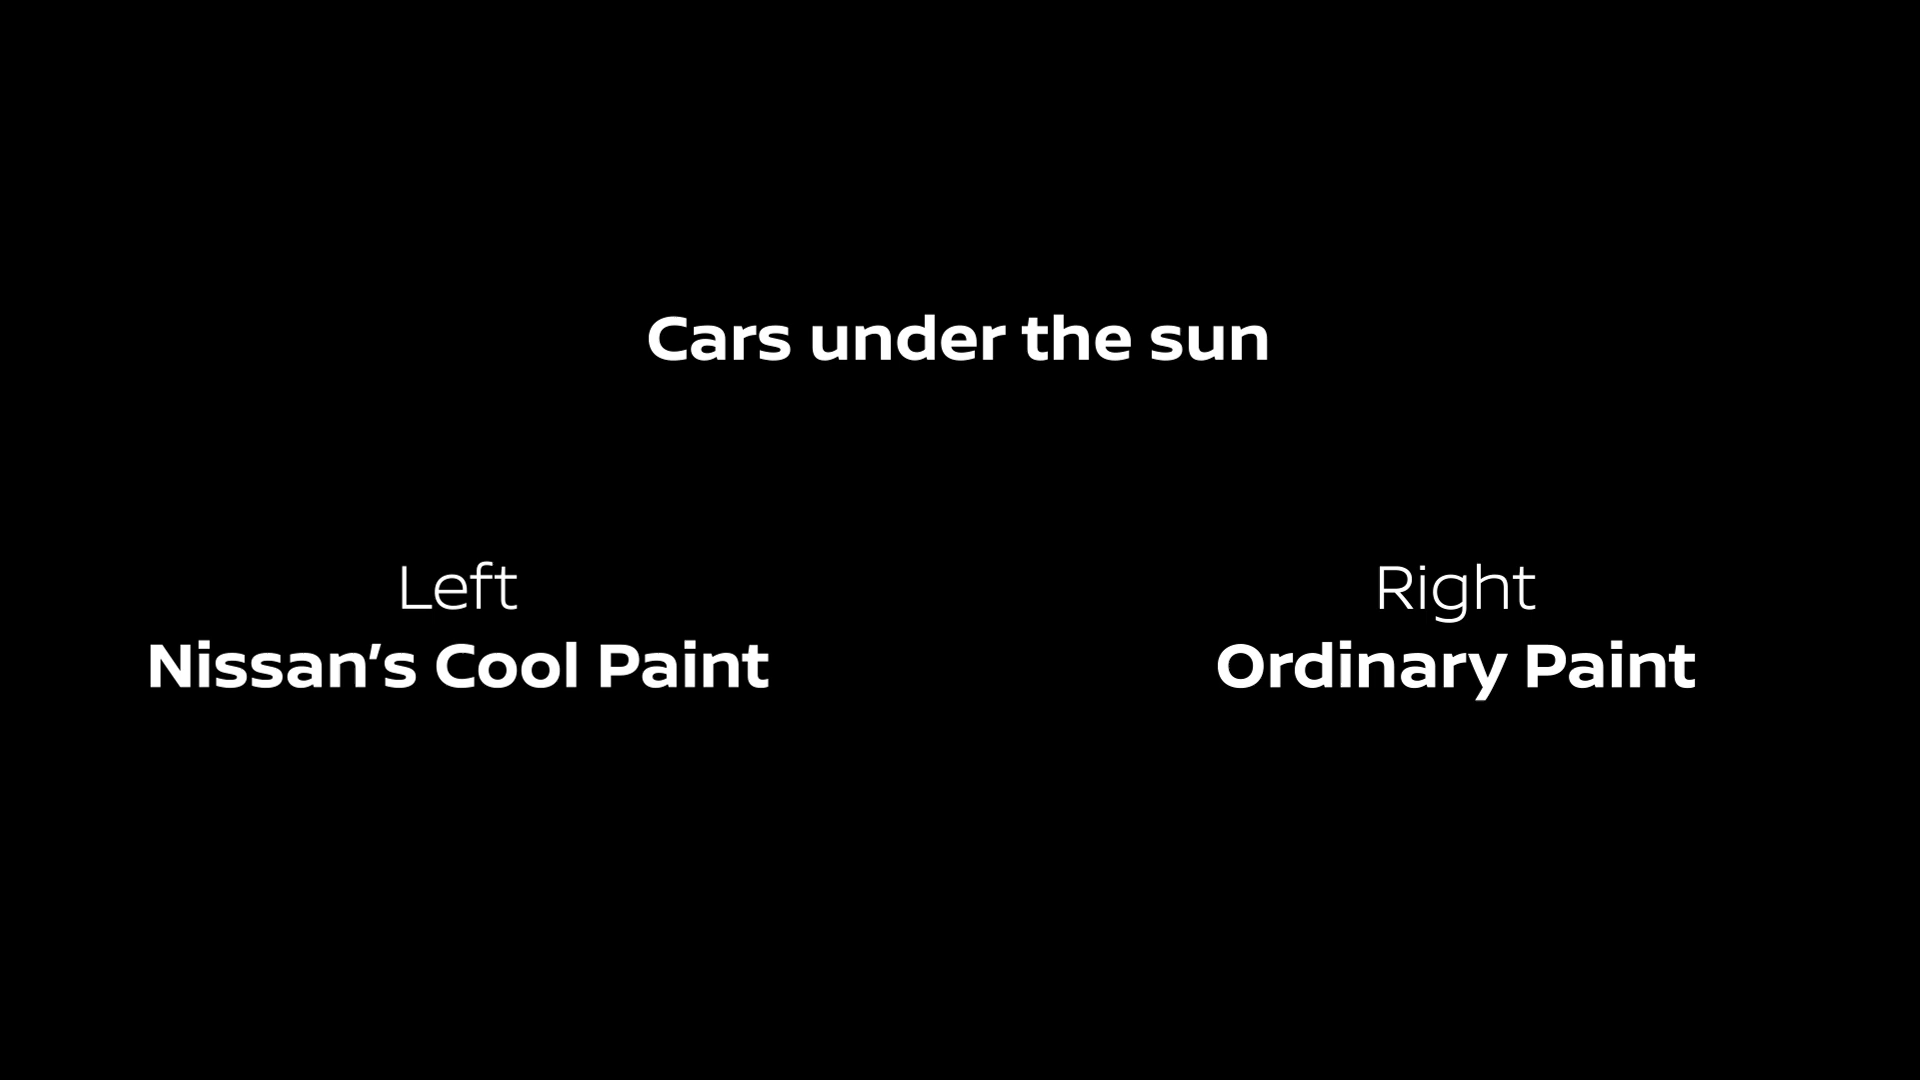 Cars under the sun
Left
Nissan’s Cool Paint
Right
Ordinary Paint